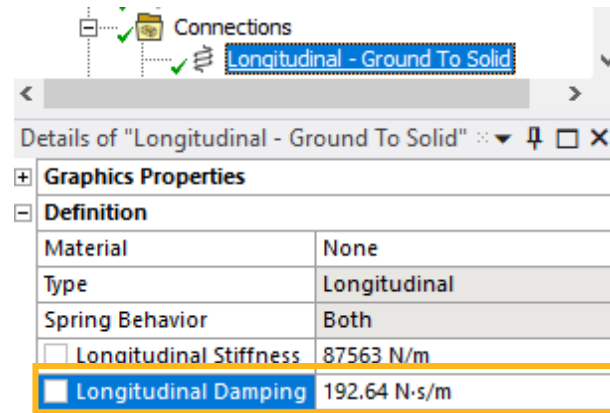 Connections
Longitudinal - Ground To Solid
Details of "Longitudinal - Ground To Solid"
Graphics Properties
Definition
Material None
Type Longitudinal
Spring Behavior Both
Longitudinal Stiffness 87563 N/m
Longitudinal Damping 192.64 N·s/m